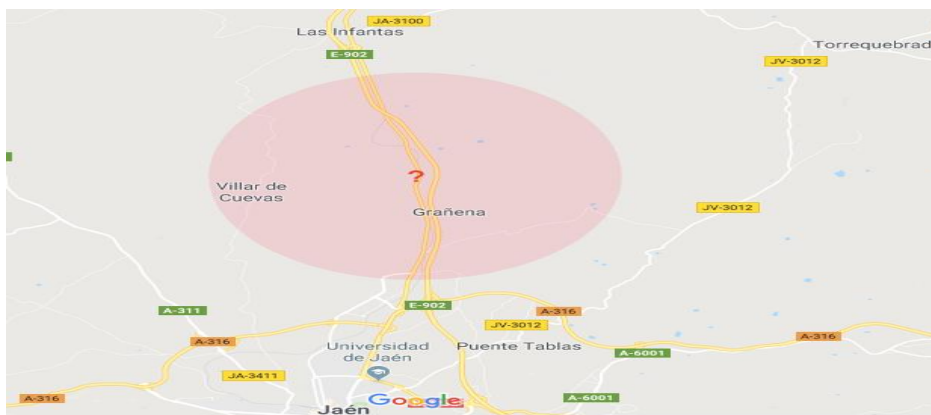 JA-3100
Las Infantas
E-902
Torrequebrad
JV-3012
?
Villar de
Cuevas
JV-3012
Grañena
E-902
A-311
A-316
JV-3012
A-316
A-316
Universidad
de Jaén
Puente Tablas
A-6001
JA-3411
A-316
A-6001
Google
Jaén